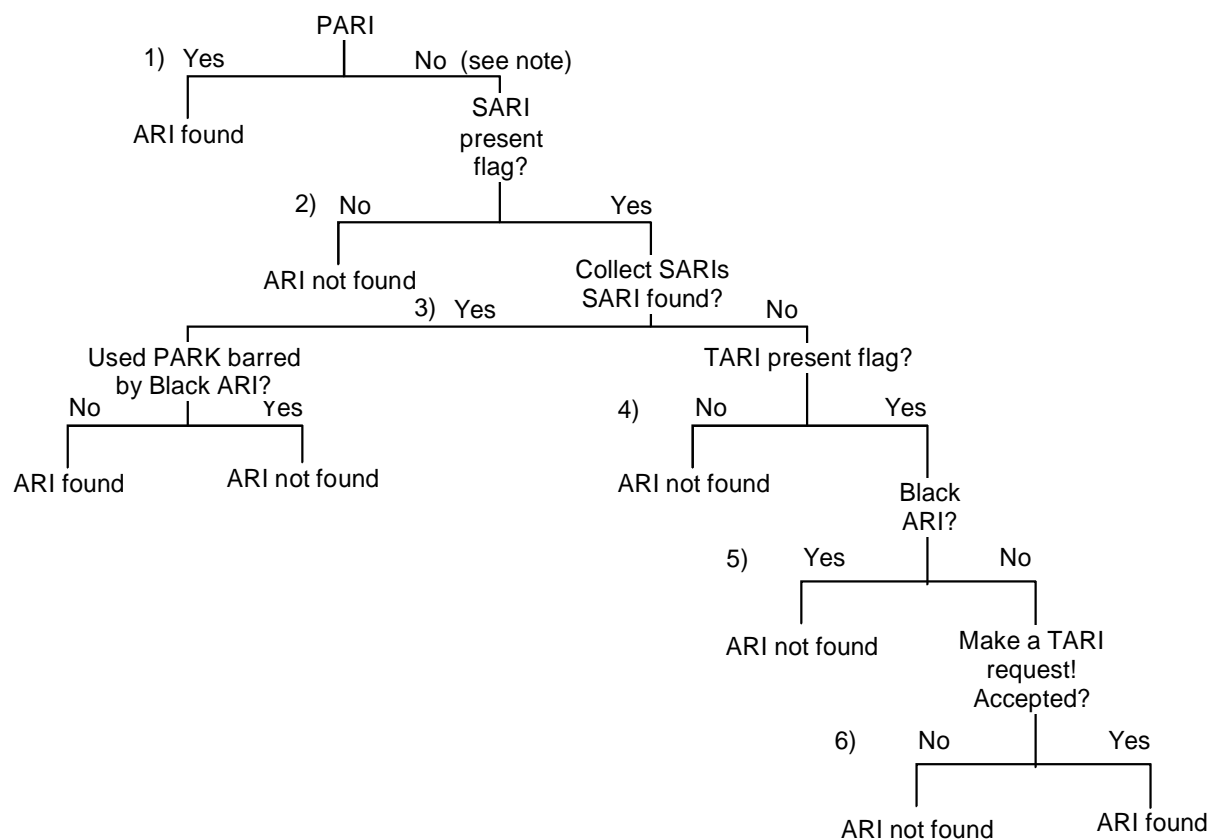 PARI
1) Yes No (see note)
ARI found
SARI
present
flag?
2) No Yes
ARI not found
Collect SARIs
SARI found?
3) Yes No
Used PARK barred
by Black ARI?
TARI present flag?
No Yes
ARI found
ARI not found
4) No Yes
ARI not found
Black
ARI?
5) Yes No
ARI not found
Make a TARI
request!
Accepted?
6) No Yes
ARI not found
ARI found